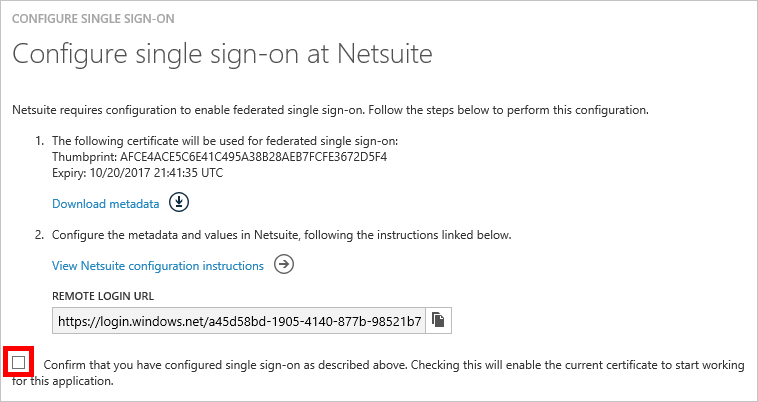 CONFIGURE SINGLE SIGN-ON
Configure single sign-on at Netsuite
Netsuite requires configuration to enable federated single sign-on. Follow the steps below to perform this configuration.
1. The following certificate will be used for federated single sign-on:
Thumbprint: AFCE4ACE5C6E41C495A38B28AEB7FCFE3672D5F4
Expiry: 10/20/2017 21:41:35 UTC
Download metadata
2. Configure the metadata and values in Netsuite, following the instructions linked below.
View Netsuite configuration instructions
REMOTE LOGIN URL
https://login.windows.net/a45d58bd-1905-4140-877b-98521b7
Confirm that you have configured single sign-on as described above. Checking this will enable the current certificate to start working
for this application.